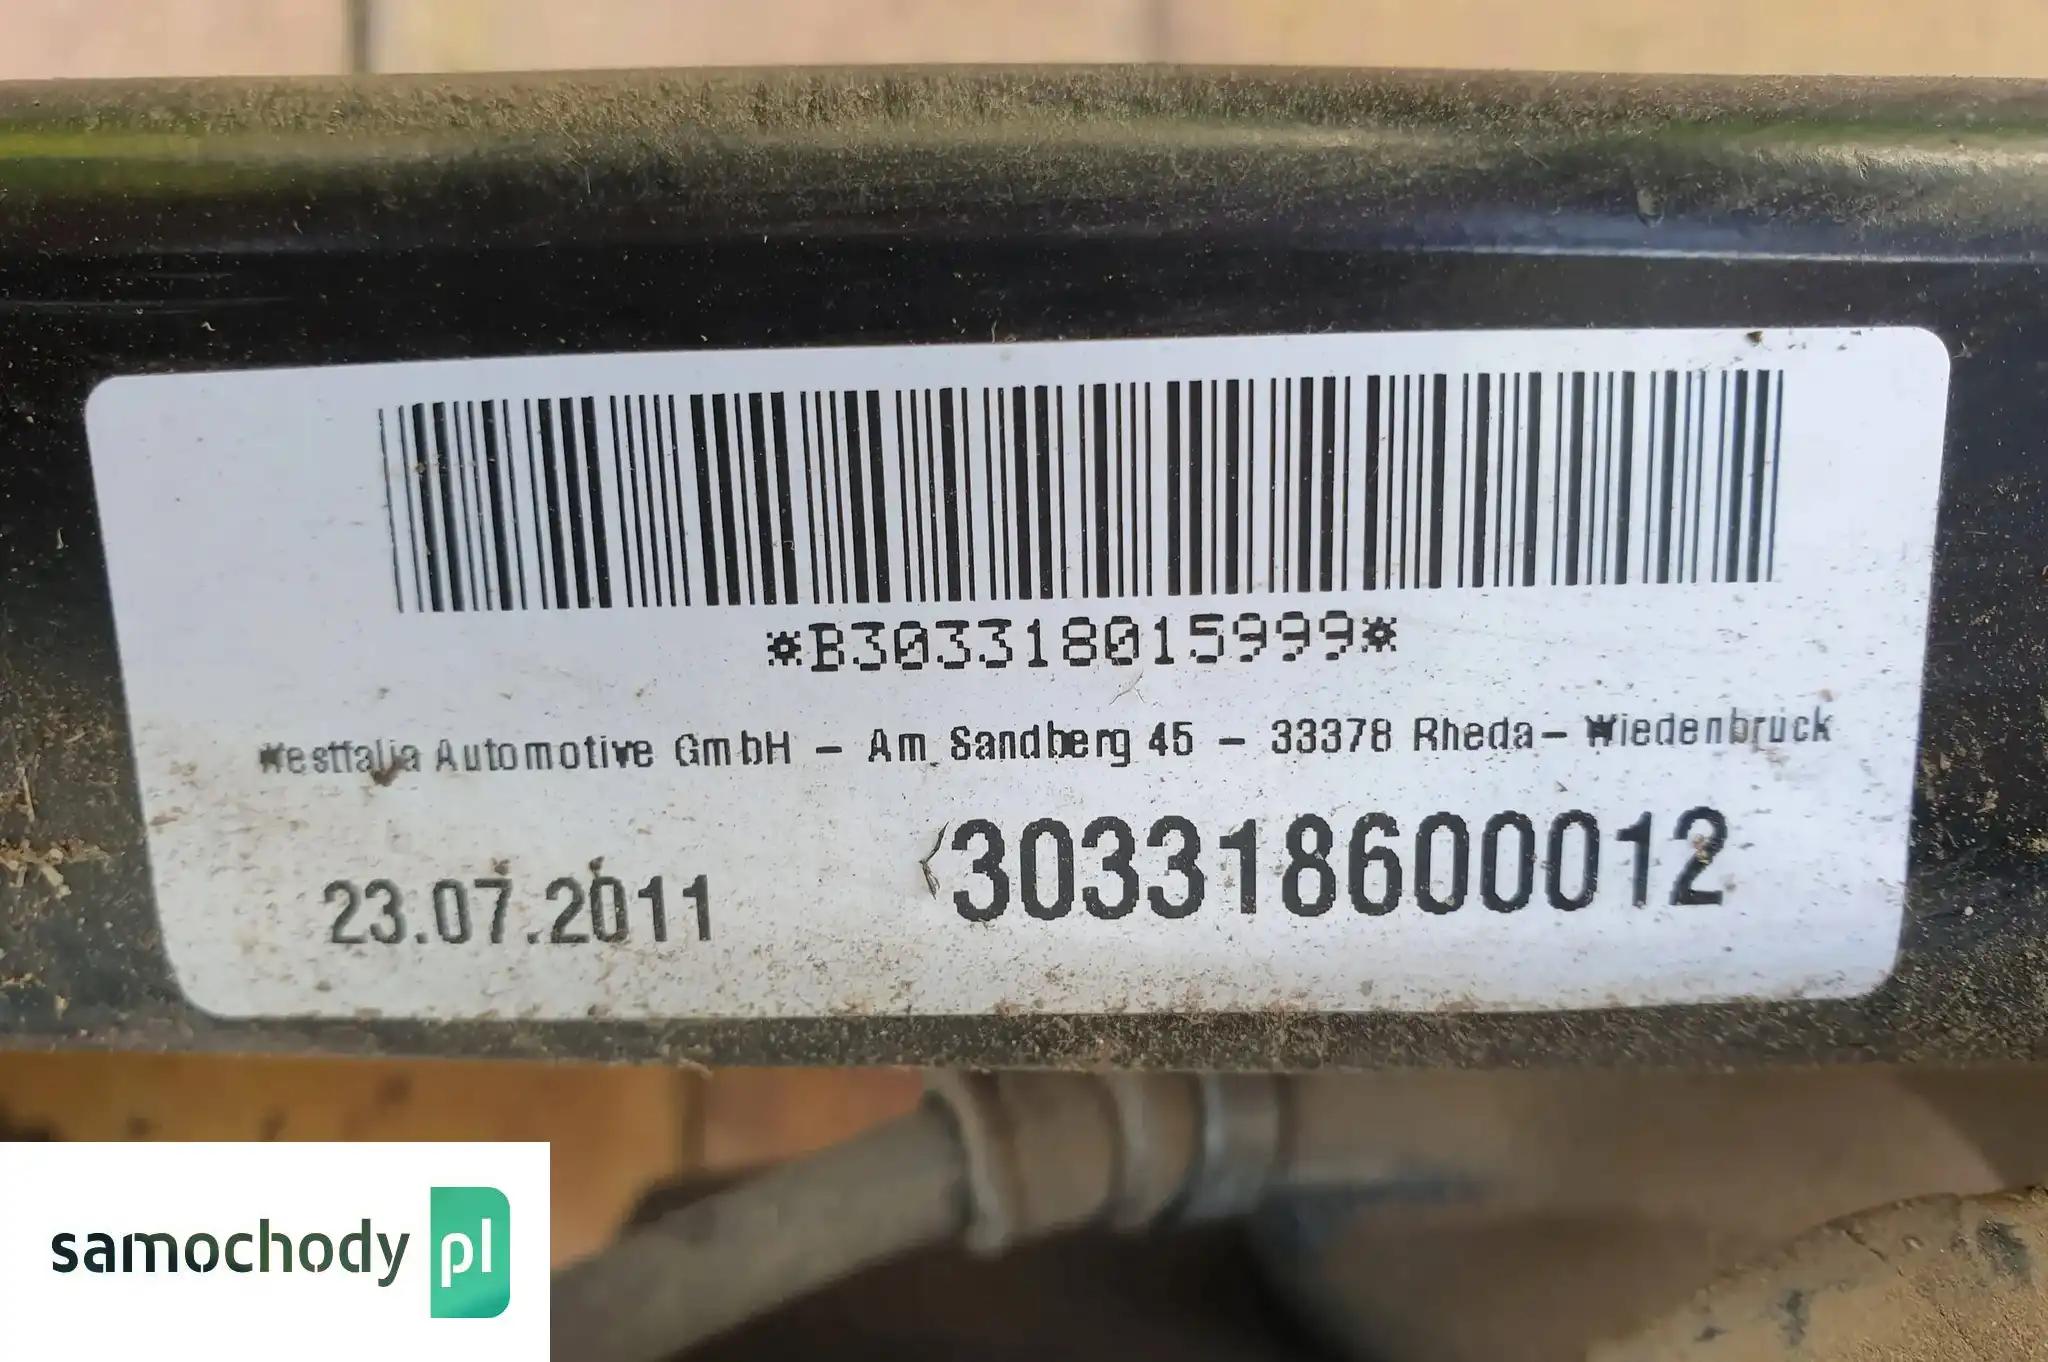 *B303318015999*
Westfalia Automotive GmbH – Am Sandberg 45 – 33378 Rheda-Wiedenbrück
23.07.2011 303318600012
samochody pl